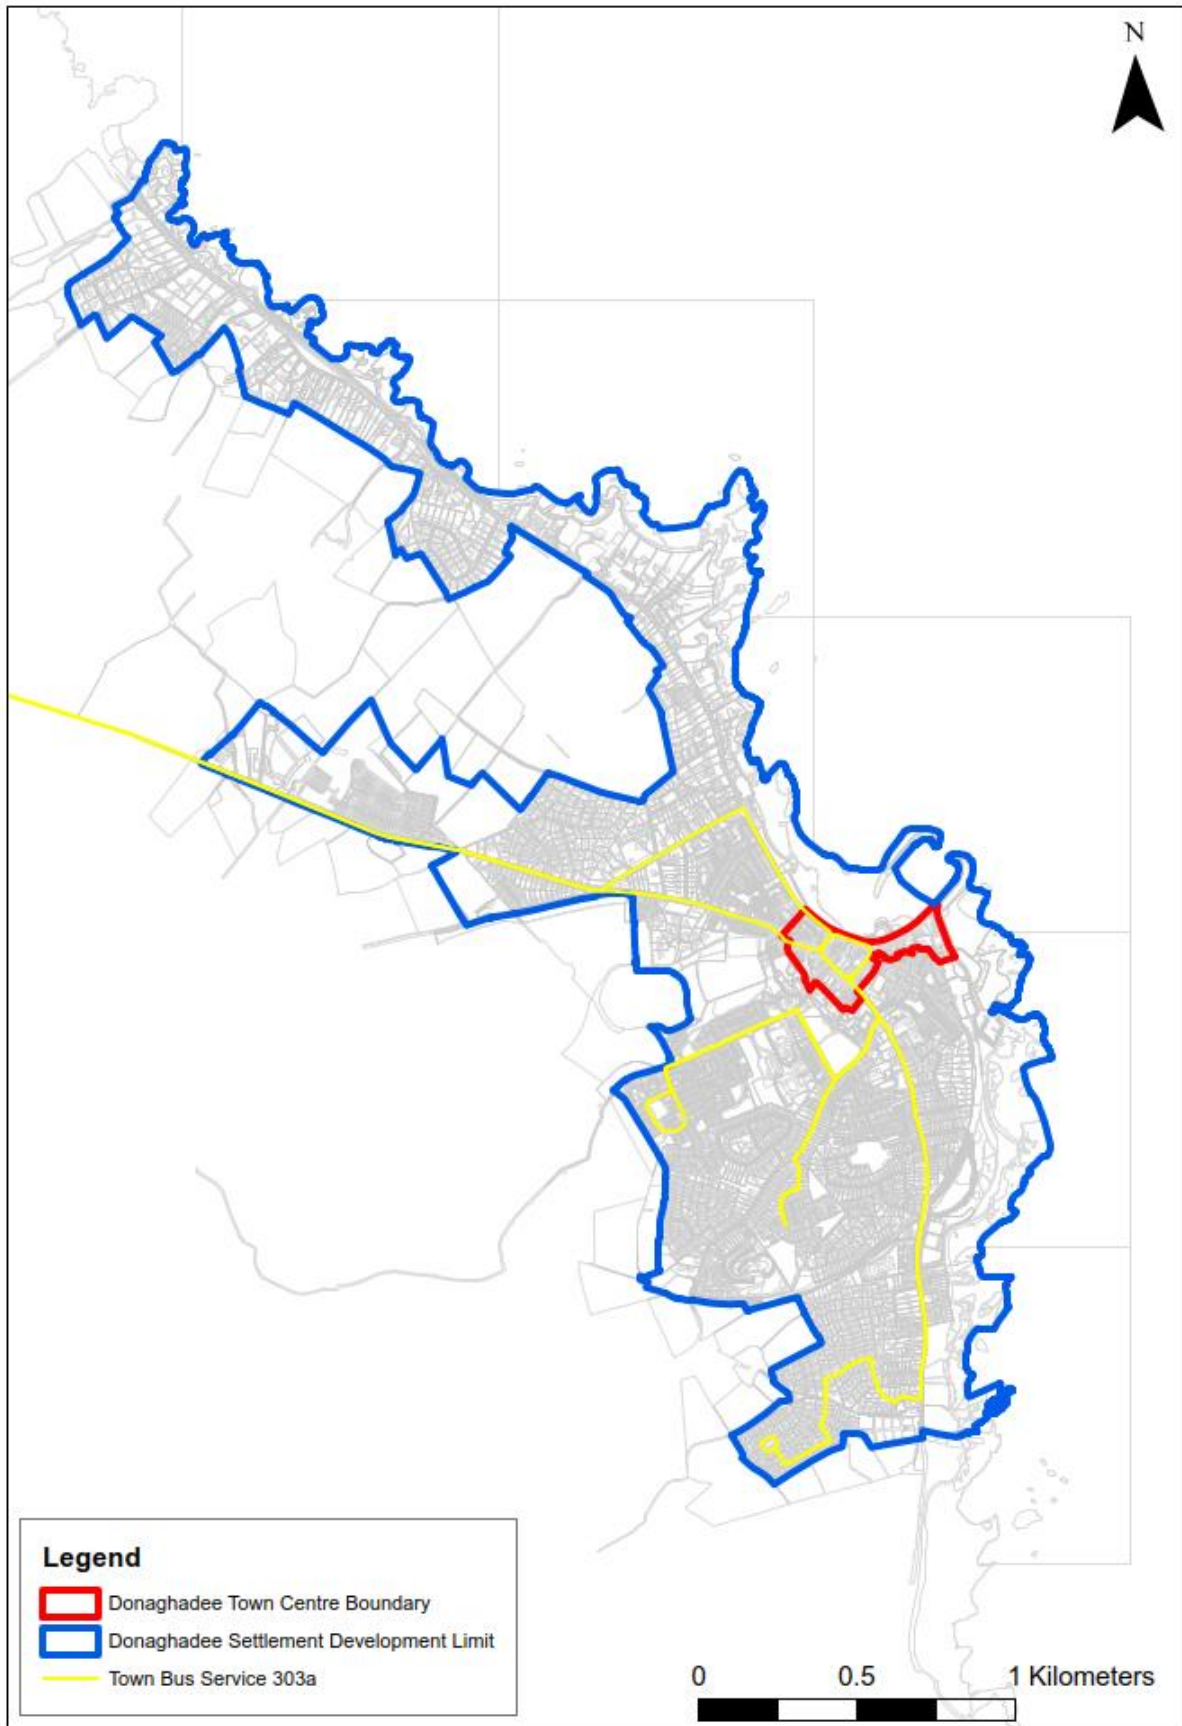 N
Legend
Donaghadee Town Centre Boundary
Donaghadee Settlement Development Limit
Town Bus Service 303a
0 0.5 1 Kilometers